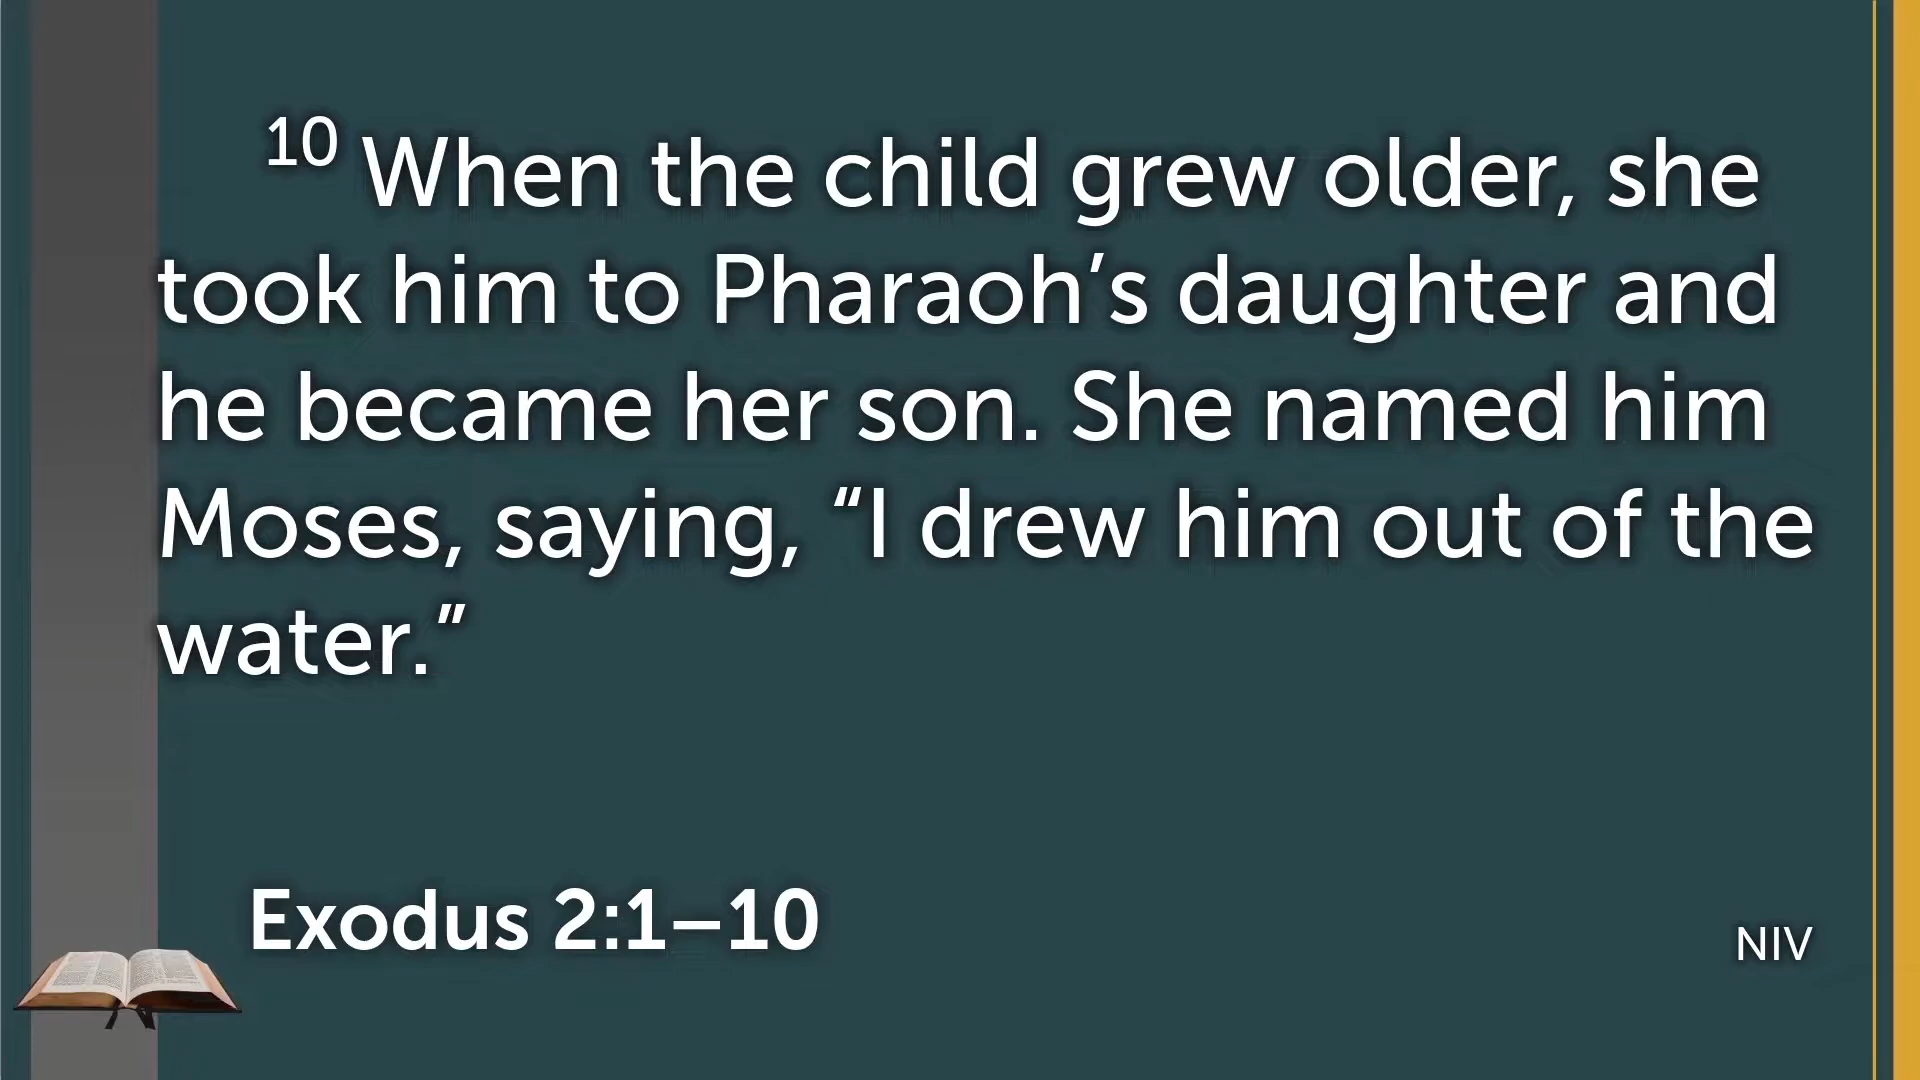 10 When the child grew older, she
took him to Pharaoh’s daughter and
he became her son. She named him
Moses, saying, “I drew him out of the
water.”
Exodus 2:1–10
NIV